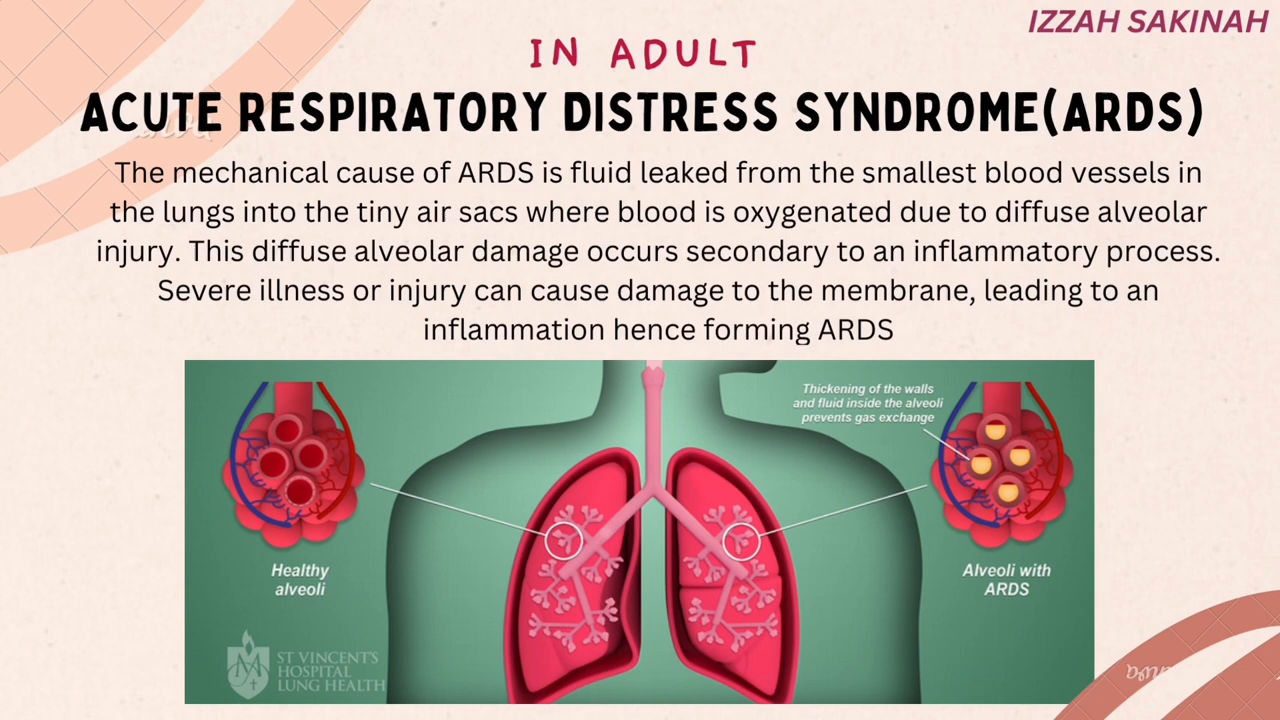 IZZAH SAKINAH
IN ADULT
ACUTE RESPIRATORY DISTRESS SYNDROME(ARDS)
The mechanical cause of ARDS is fluid leaked from the smallest blood vessels in
the lungs into the tiny air sacs where blood is oxygenated due to diffuse alveolar
injury. This diffuse alveolar damage occurs secondary to an inflammatory process.
Severe illness or injury can cause damage to the membrane, leading to an
inflammation hence forming ARDS
Thickening of the walls
and fluid inside the alveoli
prevents gas exchange
Healthy
alveoli
Alveoli with
ARDS
ST VINCENT'S
HOSPITAL
LUNG HEALTH